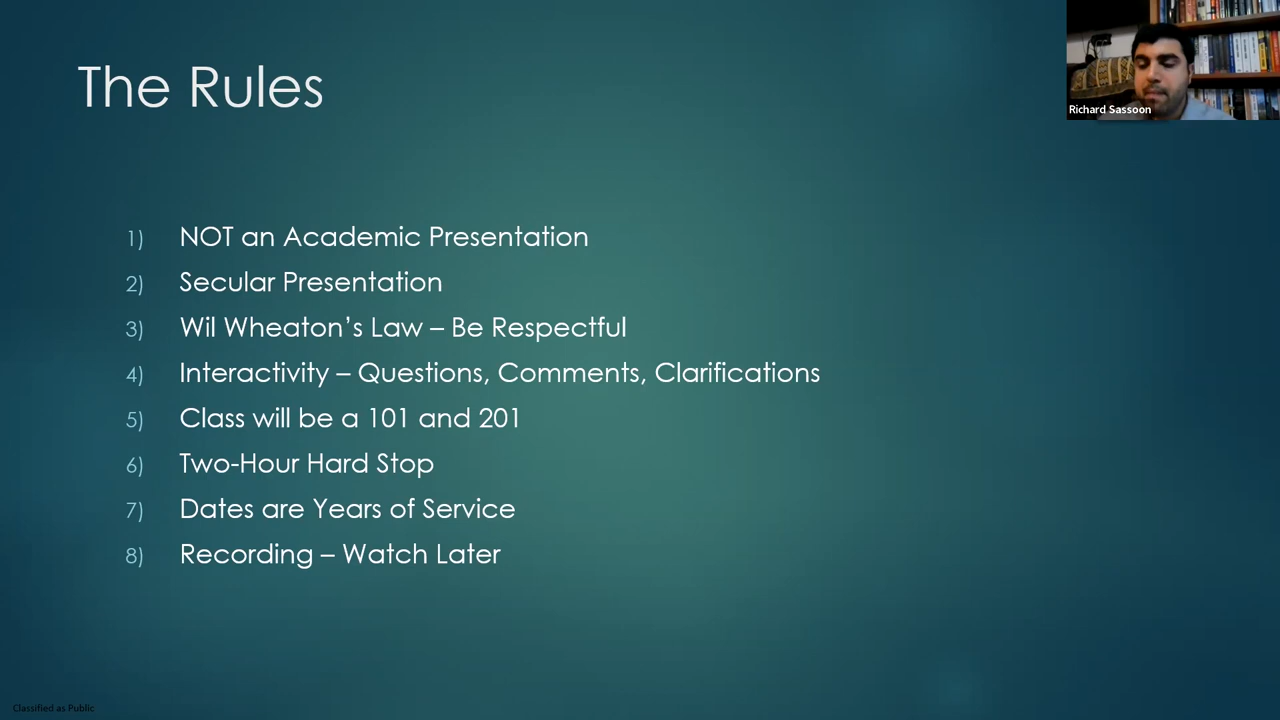 The Rules
Richard Sassoon
1) NOT an Academic Presentation
2) Secular Presentation
3) Wil Wheaton’s Law – Be Respectful
4) Interactivity – Questions, Comments, Clarifications
5) Class will be a 101 and 201
6) Two-Hour Hard Stop
7) Dates are Years of Service
8) Recording – Watch Later
Classified as Public